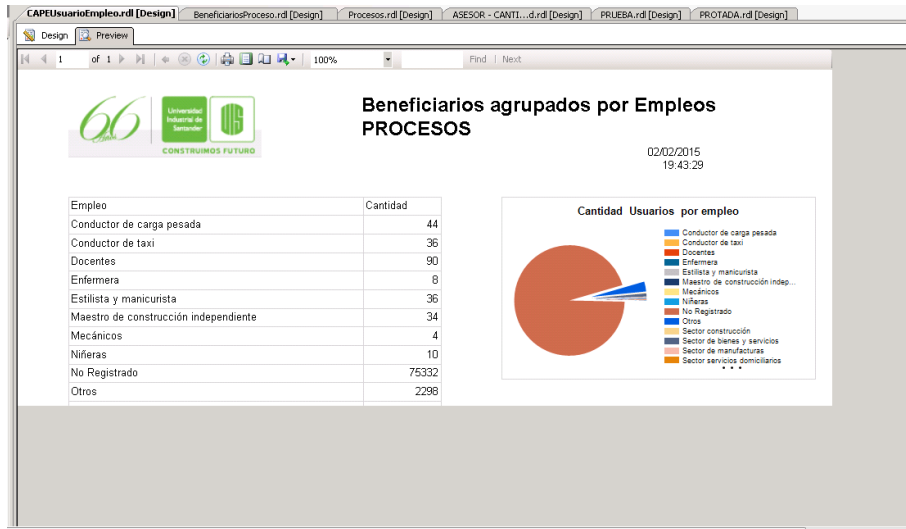 CAPEUsuarioEmpleo.rdl [Design] BeneficiariosProceso.rdl [Design] Procesos.rdl [Design] ASESOR - CANTI...d.rdl [Design] PRUEBA.rdl [Design] PROTADA.rdl [Design]
Design Preview
1 of 1 100% Find | Next
66
Universidad
Industrial de
Santander
UIS
CONSTRUIMOS FUTURO
Beneficiarios agrupados por Empleos
PROCESOS
02/02/2015
19:43:29
Empleo Cantidad
Conductor de carga pesada 44
Conductor de taxi 36
Docentes 90
Enfermera 8
Estilista y manicurista 36
Maestro de construcción independiente 34
Mecánicos 4
Niñeras 10
No Registrado 75332
Otros 2298
Cantidad Usuarios por empleo
Conductor de carga pesada
Conductor de taxi
Docentes
Enfermera
Estilista y manicurista
Maestro de construcción indep...
Mecánicos
Niñeras
No Registrado
Otros
Sector construcción
Sector de bienes y servicios
Sector de manufacturas
Sector servicios domiciliarios
• • •